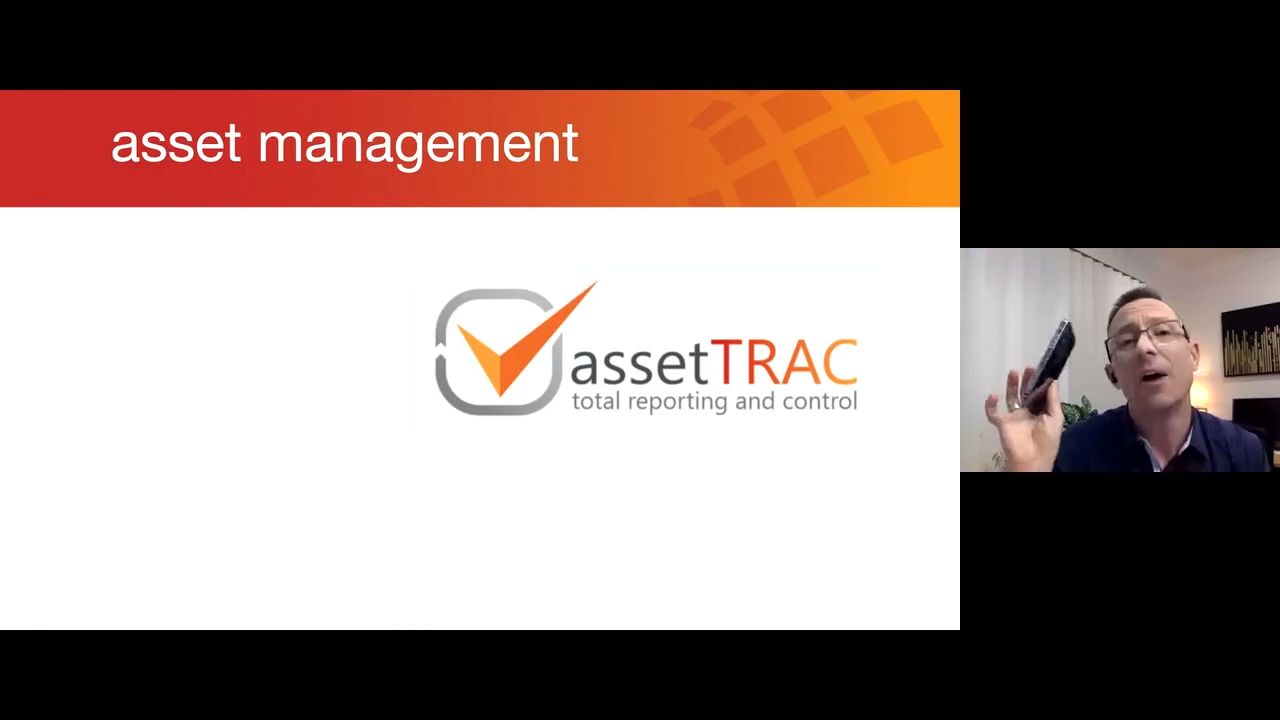 asset management
assetTRAC
total reporting and control